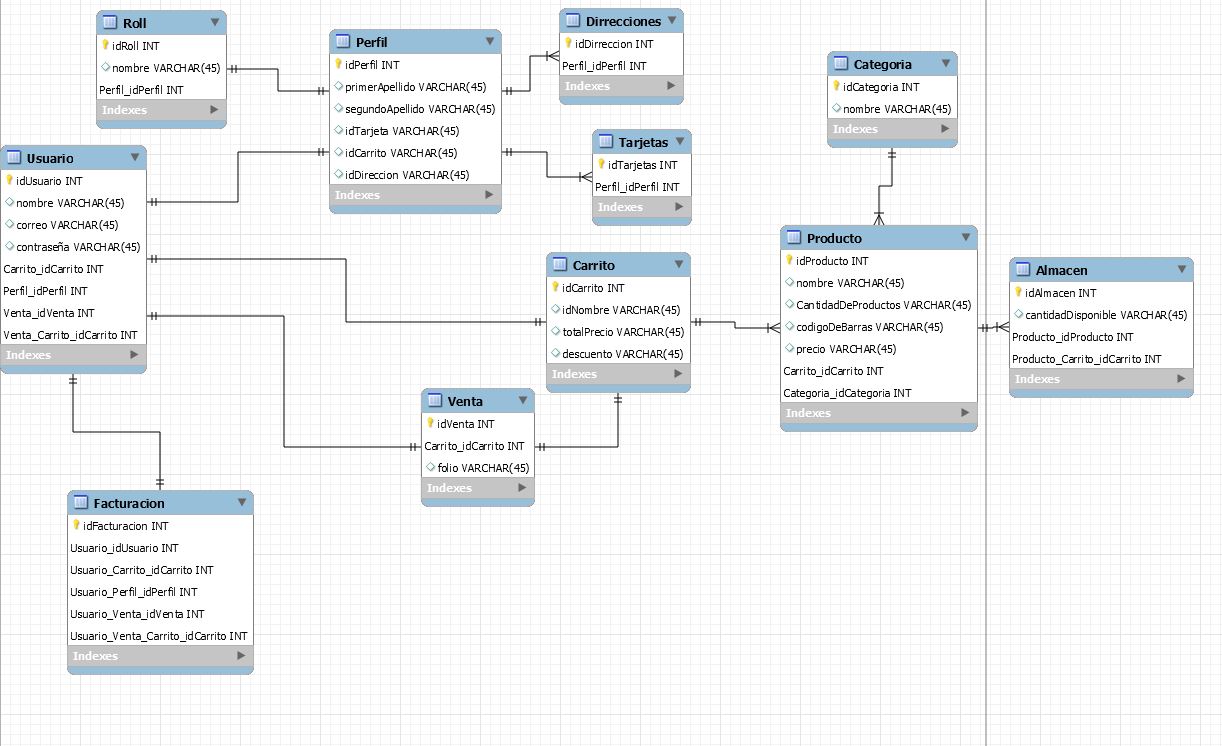 Roll
idRoll INT
nombre VARCHAR(45)
Perfil_idPerfil INT
Indexes
Perfil
idPerfil INT
primerApellido VARCHAR(45)
segundoApellido VARCHAR(45)
idTarjeta VARCHAR(45)
idCarrito VARCHAR(45)
idDireccion VARCHAR(45)
Indexes
Dirrecciones
idDireccion INT
Perfil_idPerfil INT
Indexes
Tarjetas
idTarjetas INT
Perfil_idPerfil INT
Indexes
Categoria
idCategoria INT
nombre VARCHAR(45)
Indexes
Usuario
idUsuario INT
nombre VARCHAR(45)
correo VARCHAR(45)
contraseña VARCHAR(45)
Carrito_idCarrito INT
Perfil_idPerfil INT
Venta_idVenta INT
Venta_Carrito_idCarrito INT
Indexes
Carrito
idCarrito INT
idNombre VARCHAR(45)
totalPrecio VARCHAR(45)
descuento VARCHAR(45)
Indexes
Producto
idProducto INT
nombre VARCHAR(45)
CantidadDeProductos VARCHAR(45)
codigoDeBarras VARCHAR(45)
precio VARCHAR(45)
Carrito_idCarrito INT
Categoria_idCategoria INT
Indexes
Almacen
idAlmacen INT
cantidadDisponible VARCHAR(45)
Producto_idProducto INT
Producto_Carrito_idCarrito INT
Indexes
Venta
idVenta INT
Carrito_idCarrito INT
folio VARCHAR(45)
Indexes
Facturacion
idFacturacion INT
Usuario_idUsuario INT
Usuario_Carrito_idCarrito INT
Usuario_Perfil_idPerfil INT
Usuario_Venta_idVenta INT
Usuario_Venta_Carrito_idCarrito INT
Indexes